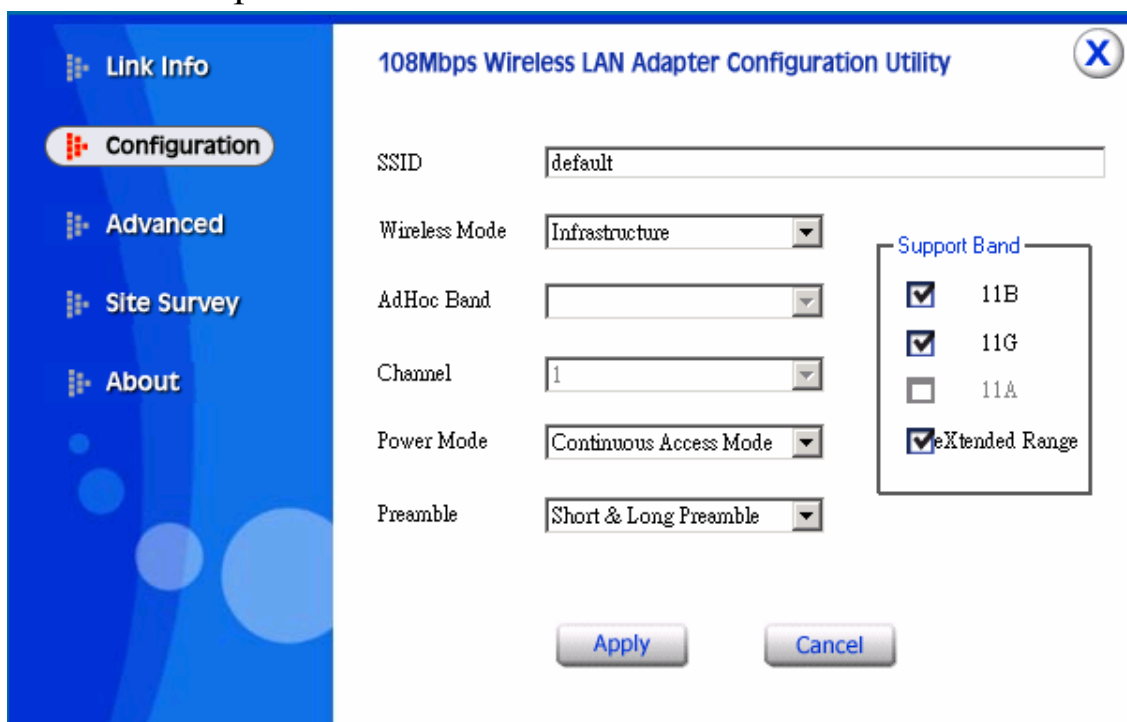 Link Info
Configuration
Advanced
Site Survey
About
108Mbps Wireless LAN Adapter Configuration Utility
X
SSID default
Wireless Mode Infrastructure
AdHoc Band
Channel 1
Power Mode Continuous Access Mode
Preamble Short & Long Preamble
Support Band
11B
11G
11A
eXtended Range
Apply Cancel